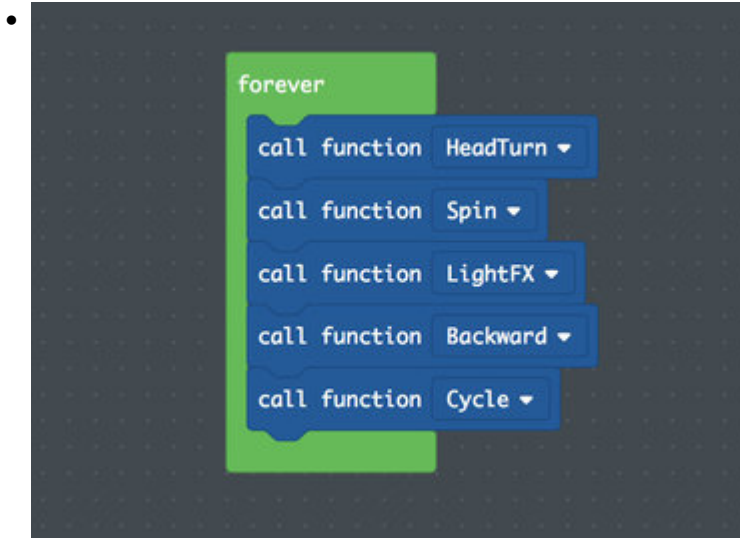 forever
call function HeadTurn
call function Spin
call function LightFX
call function Backward
call function Cycle